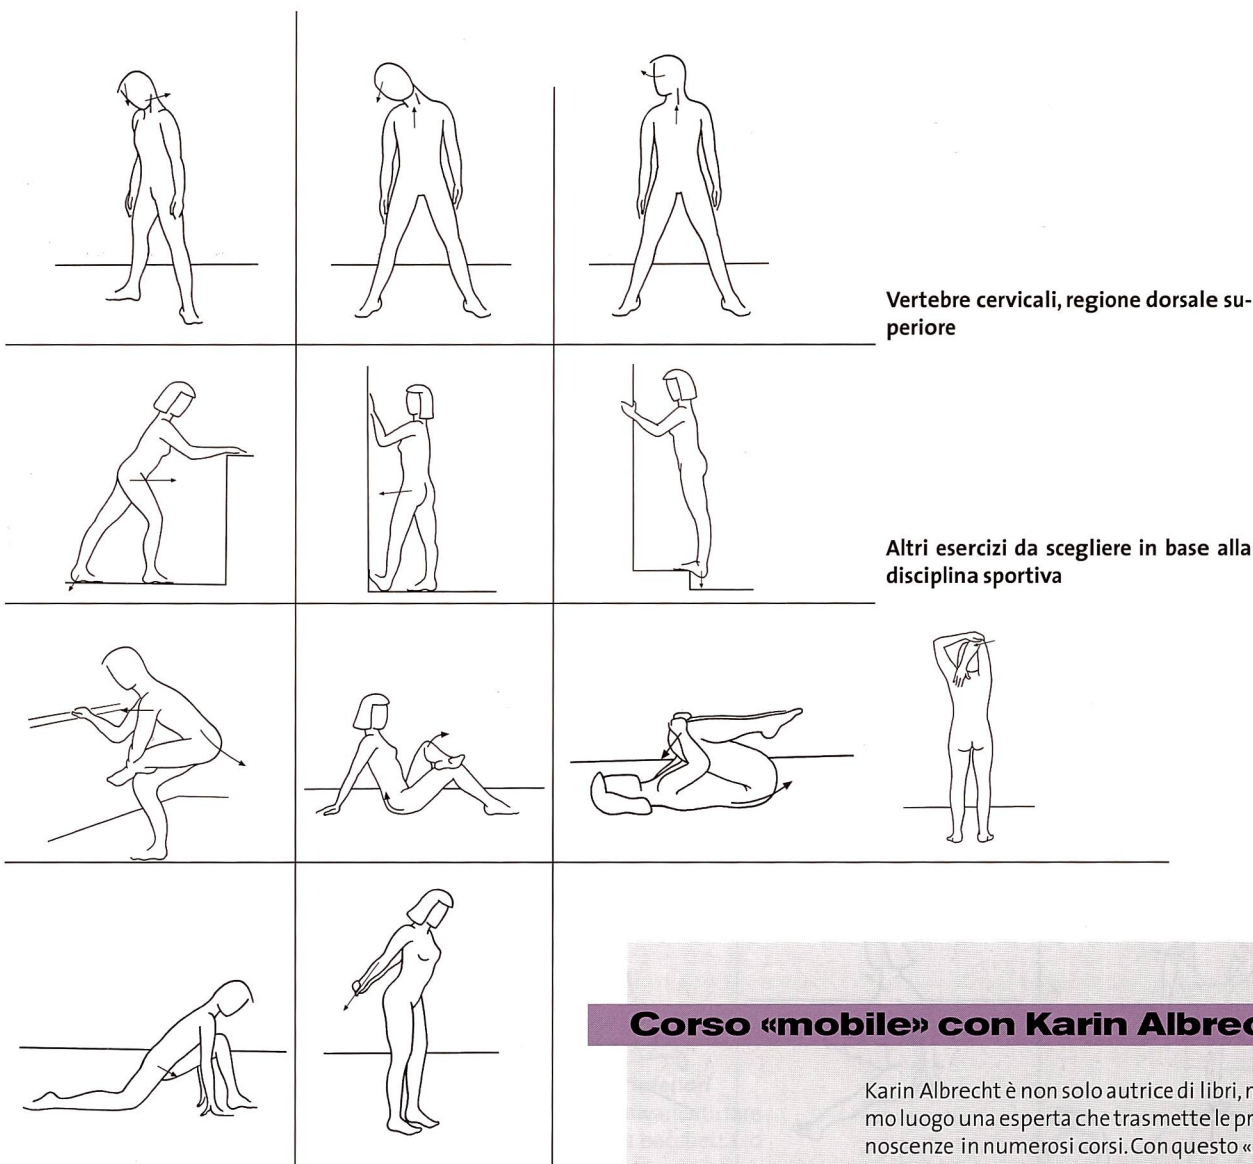 Vertebre cervicali, regione dorsale su-
periore
Altri esercizi da scegliere in base alla
disciplina sportiva
Corso «mobile» con Karin Albrec
Karin Albrecht è non solo autrice di libri, 
mo luogo una esperta che trasmette le pr
noscenze in numerosi corsi. Con questo «